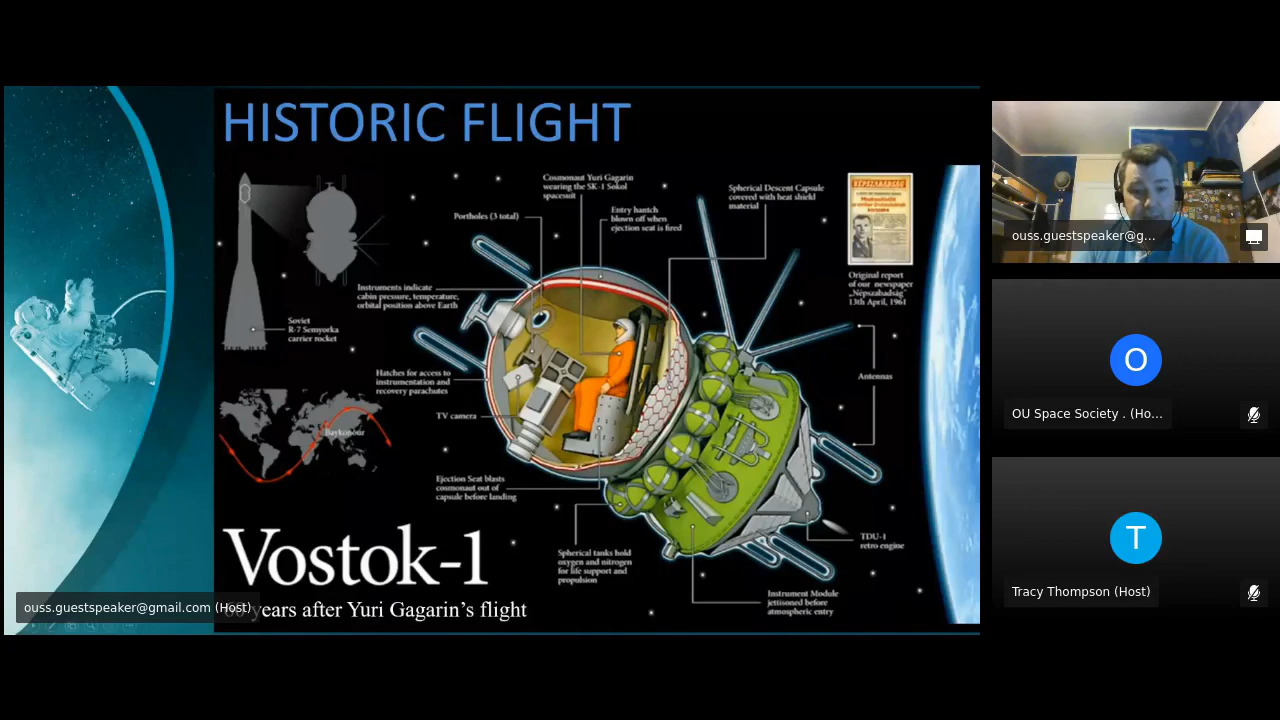 HISTORIC FLIGHT
Cosmonaut Yuri Gagarin
wearing the SK-1 Sokol
spacesuit
Portholes (3 total)
Entry hantch
blown off when
ejection seat is fired
Spherical Descent Capsule
covered with heat shield
material
NÉPSZABADSÁG
Original report
of our newspaper
„Népszabadság"
13th April, 1961
Instruments indicate
cabin pressure, temperature,
orbital position above Earth
Soviet
R-7 Semyorka
carrier rocket
Hatches for access to
instrumentation and
recovery parachutes
Antennas
TV camera
Baykonour
Ejection Seat blasts
cosmonaut out of
capsule before landing
Vostok-1
years after Yuri Gagarin's flight
Spherical tanks hold
oxygen and nitrogen
for life support and
propulsion
TDU-1
retro engine
Instrument Module
jettisoned before
atmospheric entry
ouss.guestspeaker@gmail.com (Host)
ouss.guestspeaker@g...
O
OU Space Society . (Ho...
T
Tracy Thompson (Host)